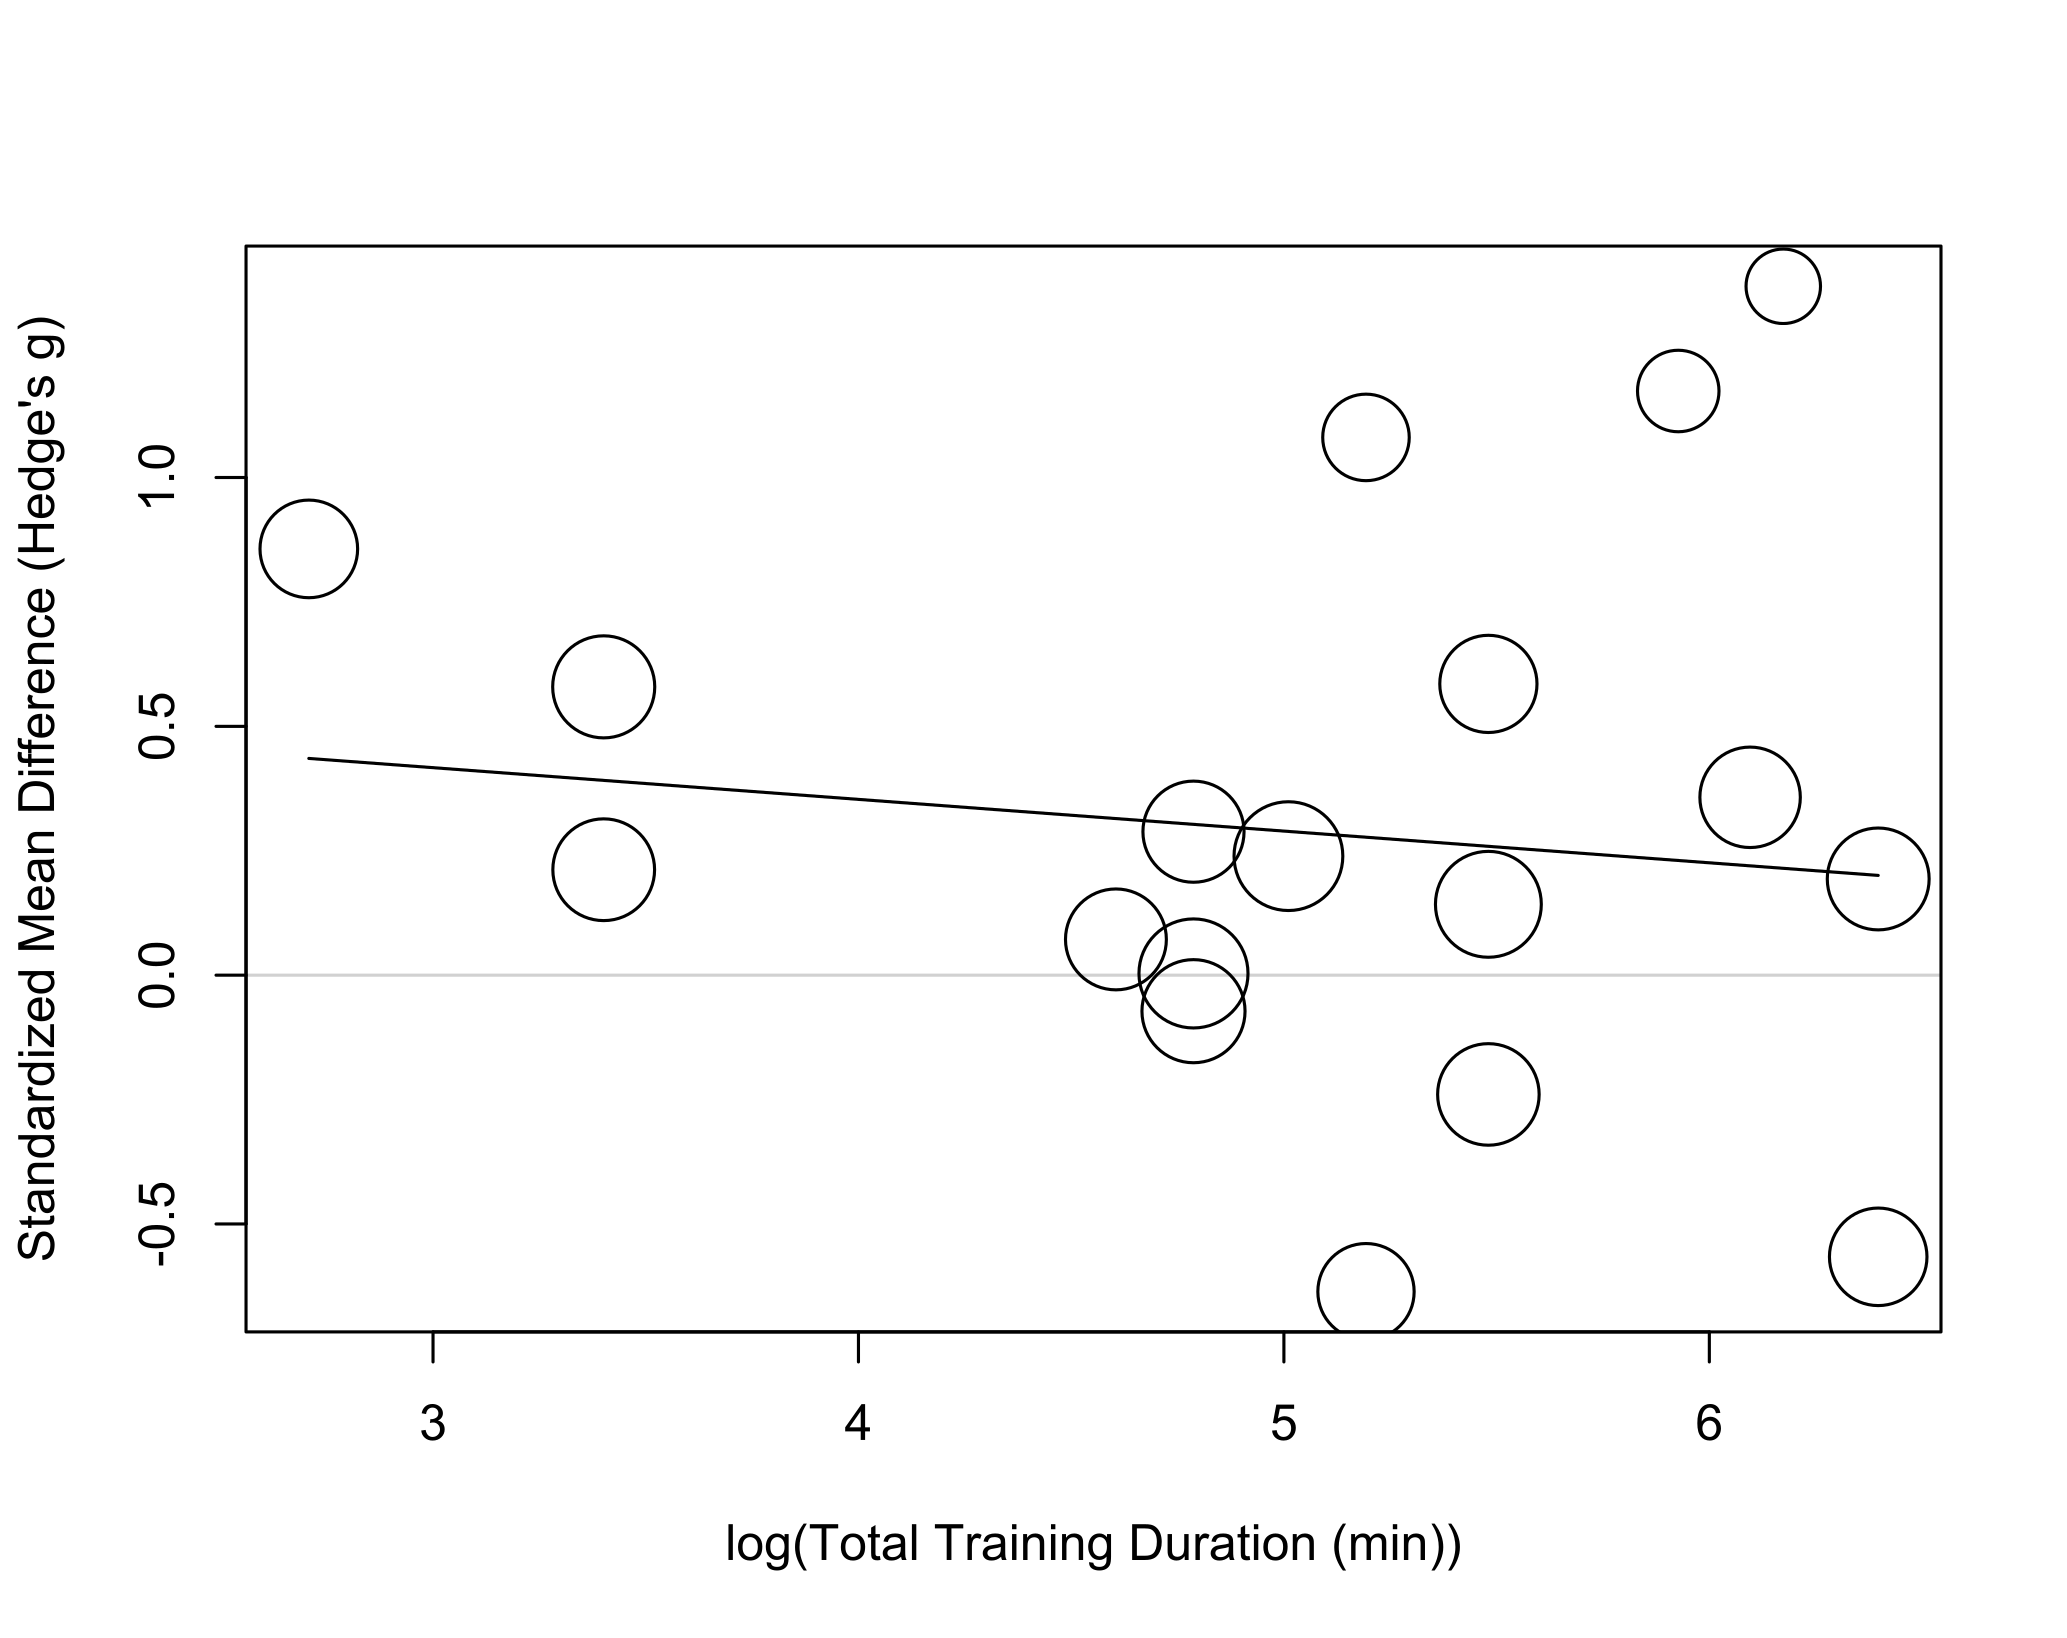 Standardized Mean Difference (Hedge's g)
1.0
0.5
0.0
-0.5
3 4 5 6
log(Total Training Duration (min))